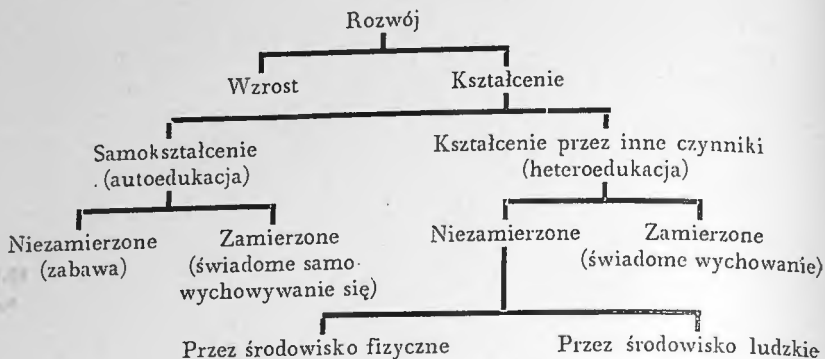 Rozwój
Wzrost
Kształcenie
Samokształcenie
(autoedukacja)
Kształcenie przez inne czynniki
(heteroedukacja)
Niezamierzone
(zabawa)
Zamierzone
(świadome samo-
wychowywanie się)
Niezamierzone
Zamierzone
(świadome wychowanie)
Przez środowisko fizyczne
Przez środowisko ludzkie